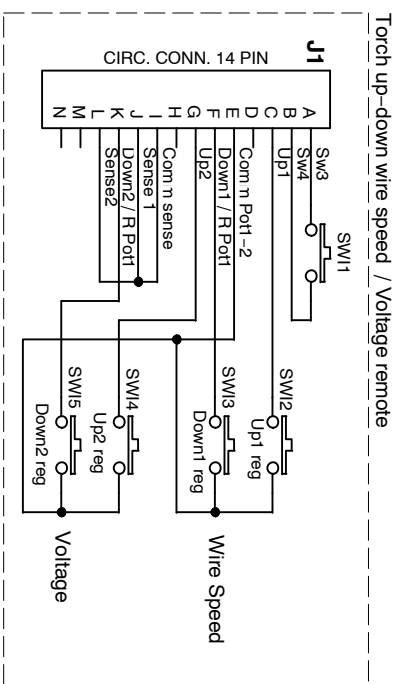 Torch up-down wire speed / Voltage remote
J1
CIRC. CONN. 14 PIN
A
B
C
D
E
F
G
H
I
J
K
L
M
N
Sw3
Sw4
Up1
Comm Pot1-2
Down1 / R Pot1
Up2
Comm sense
Sense 1
Down2 / R Pot1
Sense2
SWI1
SWI2
Up1 reg
SWI3
Down1 reg
Wire Speed
SWI4
Up2 reg
SWI5
Down2 reg
Voltage